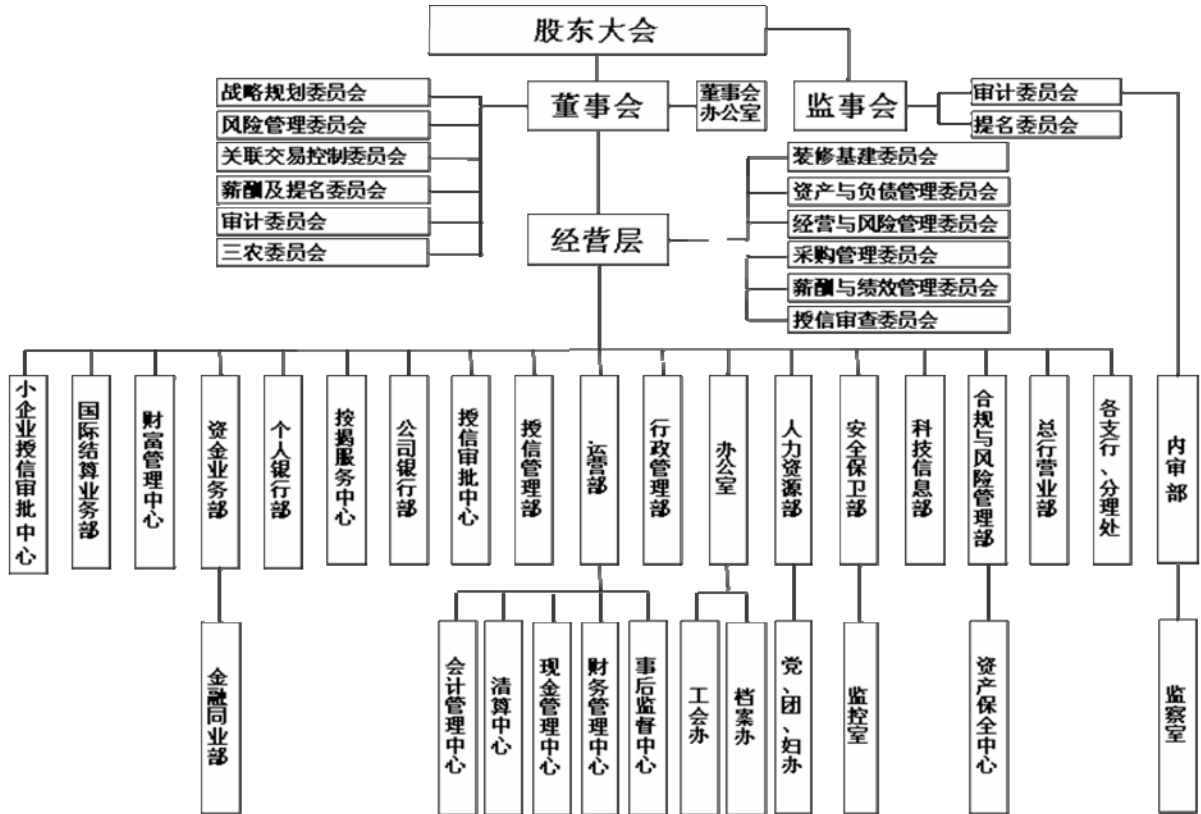 股东大会
战略规划委员会
风险管理委员会
关联交易控制委员会
薪酬及提名委员会
审计委员会
三农委员会
董事会
董事会
办公室
监事会
审计委员会
提名委员会
经营层
装修基建委员会
资产与负债管理委员会
经营与风险管理委员会
采购管理委员会
薪酬与绩效管理委员会
授信审查委员会
小企业授信审批中心
国际结算业务部
财富管理中心
资金业务部
个人银行部
按揭服务中心
公司银行部
授信审批中心
授信管理部
运营部
行政管理部
办公室
人力资源部
安全保卫部
科技信息部
合规与风险管理部
总行营业部
各支行、分理处
内审部
金融同业部
会计管理中心
清算中心
现金管理中心
财务管理中心
事后监督中心
工会办
档案办
党、团、妇办
监控室
资产保全中心
监察室